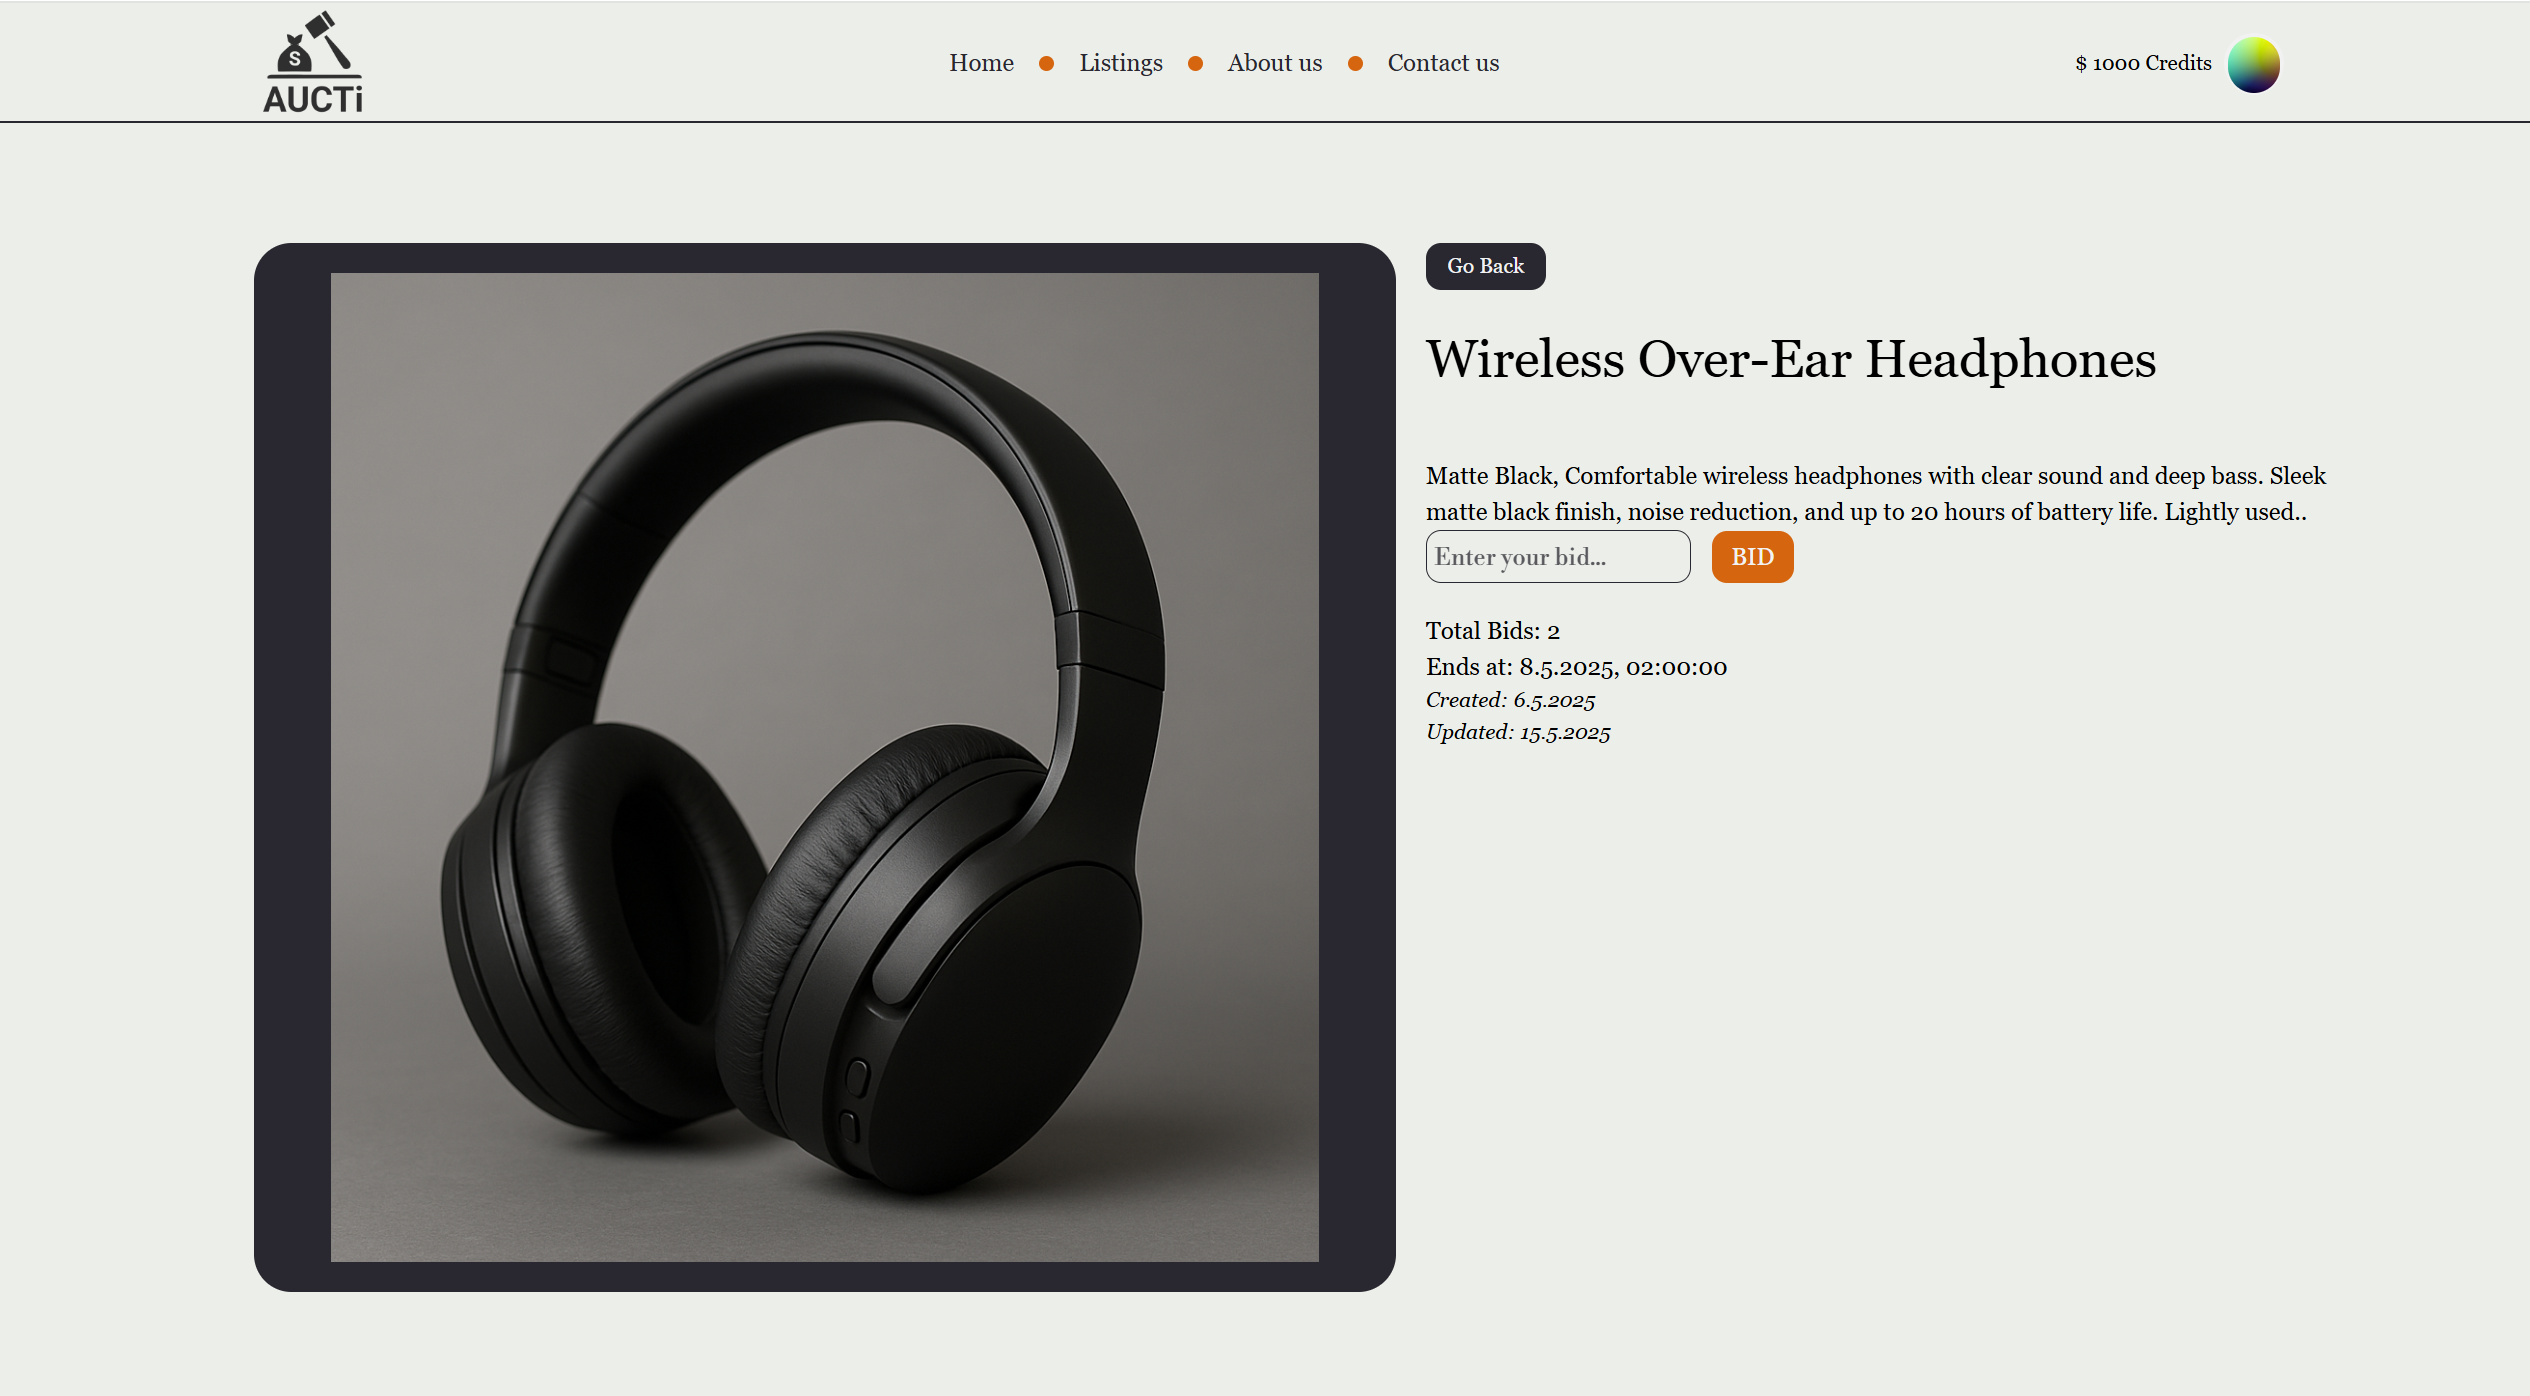 S
AUCTi
Home
Listings
About us
Contact us
$ 1000 Credits
Go Back
Wireless Over-Ear Headphones
Matte Black, Comfortable wireless headphones with clear sound and deep bass. Sleek
matte black finish, noise reduction, and up to 20 hours of battery life. Lightly used..
Enter your bid...
BID
Total Bids: 2
Ends at: 8.5.2025, 02:00:00
Created: 6.5.2025
Updated: 15.5.2025